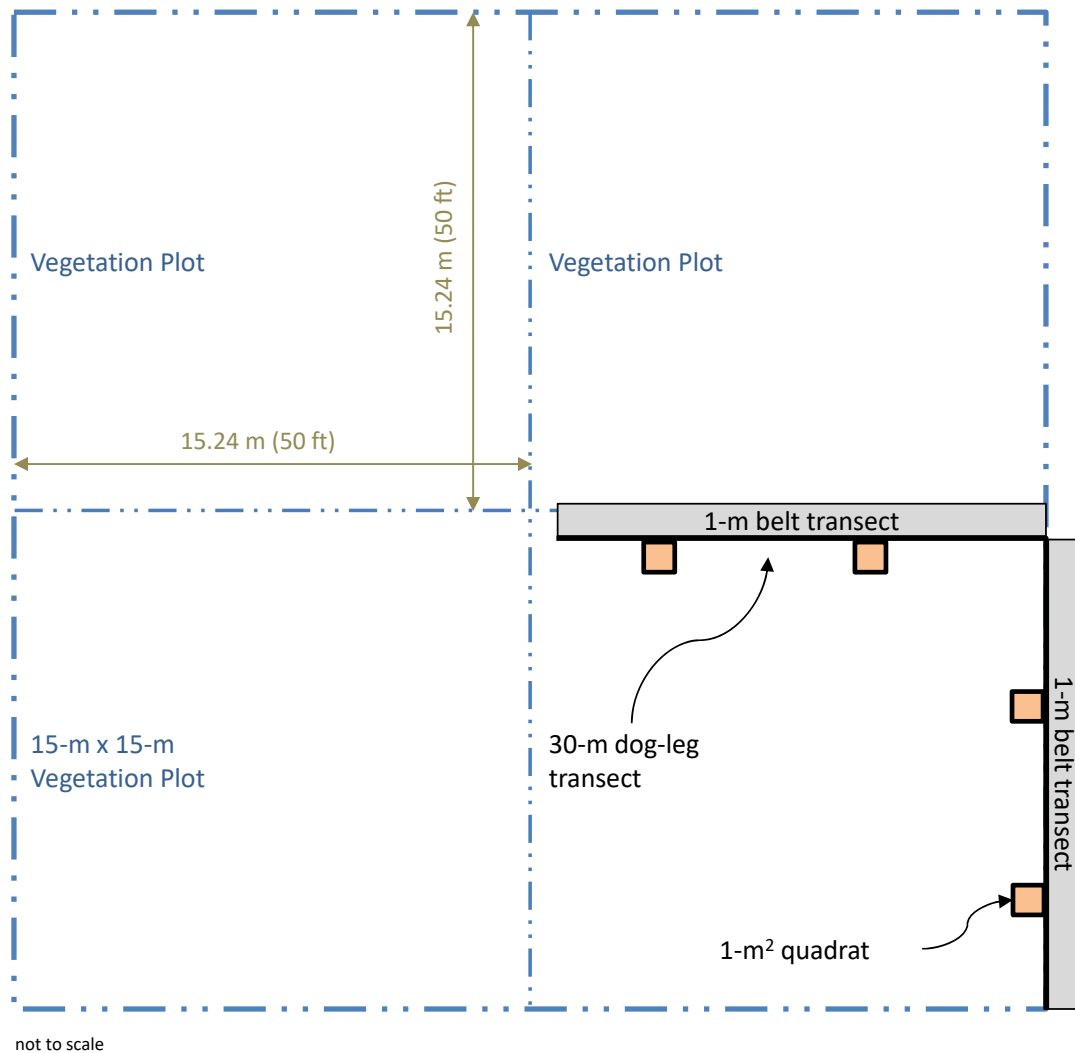 15.24 m (50 ft)
Vegetation Plot
Vegetation Plot
15.24 m (50 ft)
1-m belt transect
1-m belt transect
15-m x 15-m
Vegetation Plot
30-m dog-leg
transect
1-m² quadrat
not to scale